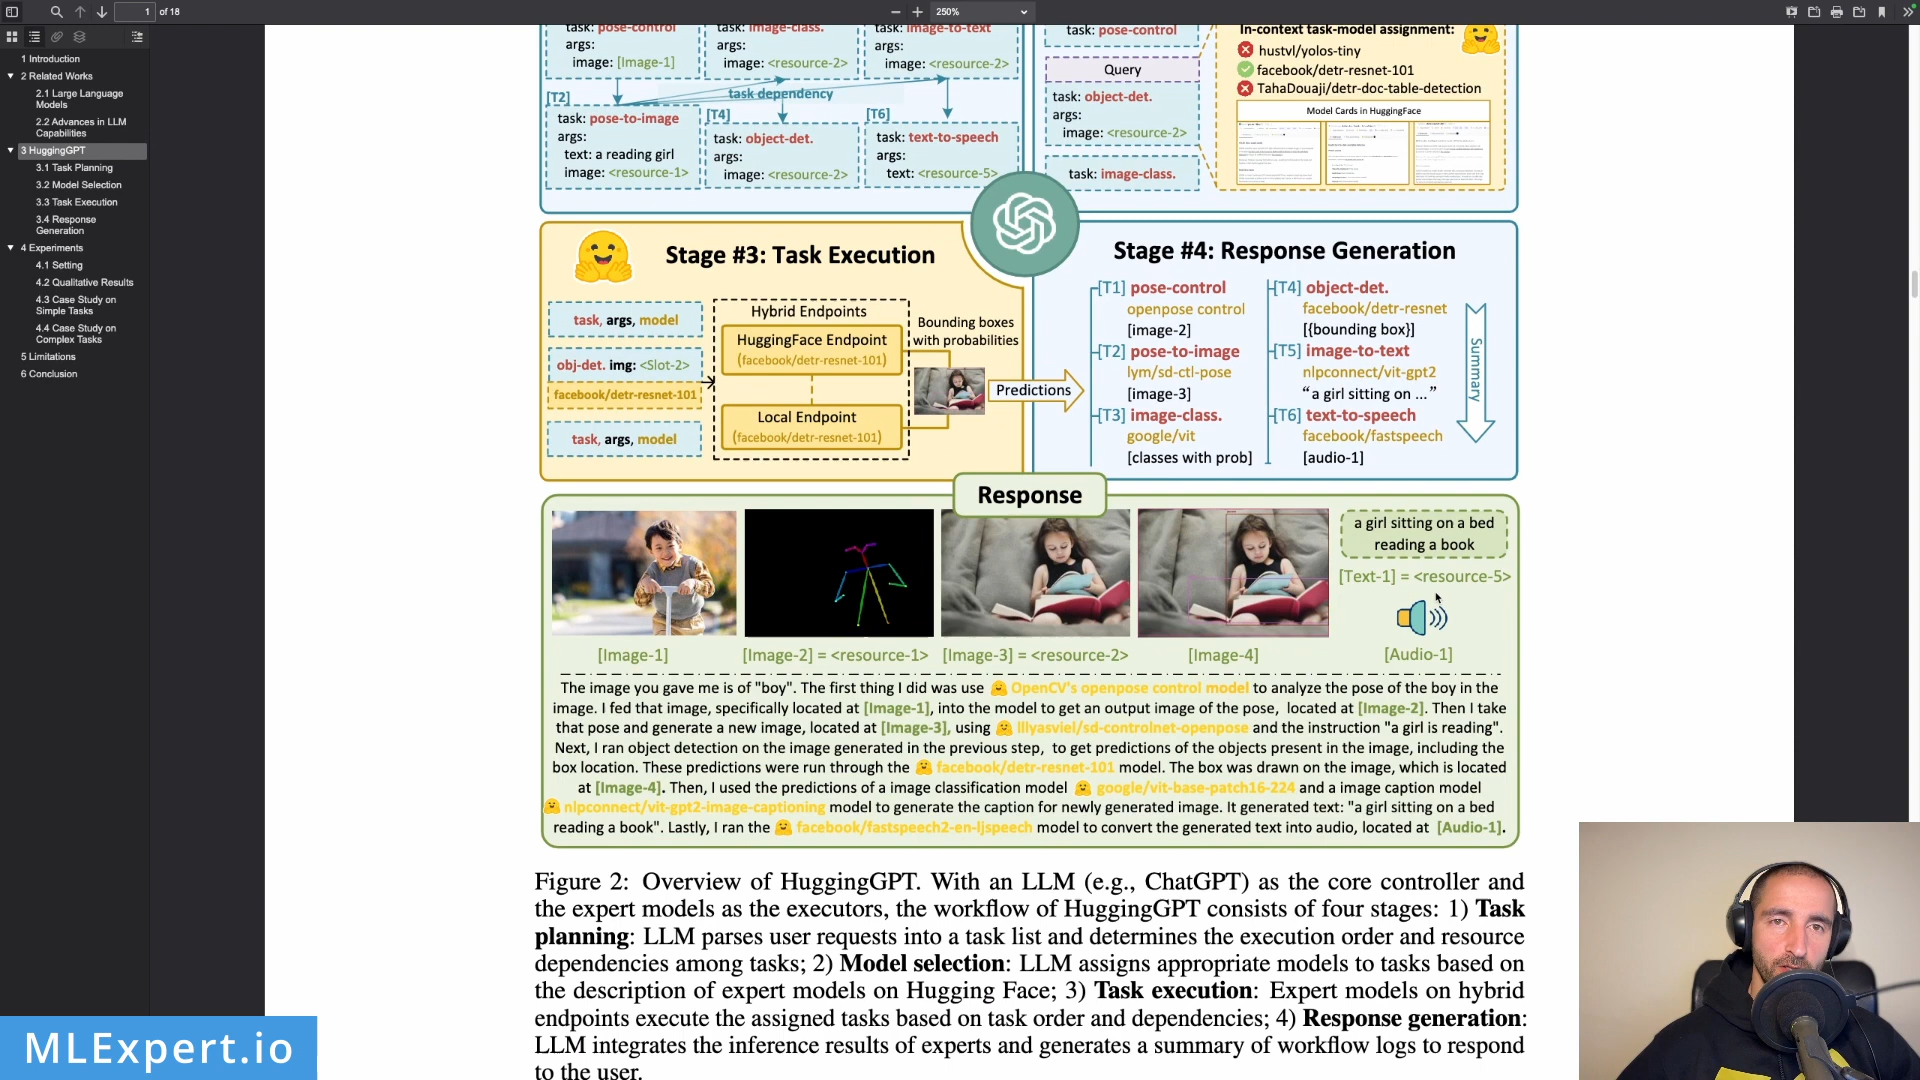 1 of 18
250%
1 Introduction
2 Related Works
2.1 Large Language
Models
2.2 Advances in LLM
Capabilities
3 HuggingGPT
3.1 Task Planning
3.2 Model Selection
3.3 Task Execution
3.4 Response
Generation
4 Experiments
4.1 Setting
4.2 Qualitative Results
4.3 Case Study on
Simple Tasks
4.4 Case Study on
Complex Tasks
5 Limitations
6 Conclusion
task: pose-control
args:
image: [Image-1]
task: image-class.
args:
image: <resource-2>
task: image-to-text
args:
image: <resource-2>
task dependency
[T2]
task: pose-to-image
args:
text: a reading girl
image: <resource-1>
[T4]
task: object-det.
args:
image: <resource-2>
[T6]
task: text-to-speech
args:
text: <resource-5>
task: pose-control
Query
task: object-det.
args:
image: <resource-2>
task: image-class.
In-context task-model assignment:
hustvl/yolos-tiny
facebook/detr-resnet-101
TahaDouaji/detr-doc-table-detection
Model Cards in HuggingFace
Stage #3: Task Execution
task, args, model
obj-det. img: <Slot-2>
facebook/detr-resnet-101
task, args, model
Hybrid Endpoints
HuggingFace Endpoint
(facebook/detr-resnet-101)
Local Endpoint
(facebook/detr-resnet-101)
Bounding boxes
with probabilities
Predictions
Stage #4: Response Generation
[T1] pose-control
openpose control
[image-2]
[T2] pose-to-image
lym/sd-ctl-pose
[image-3]
[T3] image-class.
google/vit
[classes with prob]
[T4] object-det.
facebook/detr-resnet
[{bounding box}]
[T5] image-to-text
nlpconnect/vit-gpt2
“a girl sitting on ...”
[T6] text-to-speech
facebook/fastspeech
[audio-1]
Summary
Response
a girl sitting on a bed
reading a book
[Text-1] = <resource-5>
[Image-1]
[Image-2] = <resource-1>
[Image-3] = <resource-2>
[Image-4]
[Audio-1]
The image you gave me is of "boy". The first thing I did was use OpenCV's openpose control model to analyze the pose of the boy in the
image. I fed that image, specifically located at [Image-1], into the model to get an output image of the pose, located at [Image-2]. Then I take
that pose and generate a new image, located at [Image-3], using lllyasviel/sd-controlnet-openpose and the instruction "a girl is reading".
Next, I ran object detection on the image generated in the previous step, to get predictions of the objects present in the image, including the
box location. These predictions were run through the facebook/detr-resnet-101 model. The box was drawn on the image, which is located
at [Image-4]. Then, I used the predictions of a image classification model google/vit-base-patch16-224 and a image caption model
nlpconnect/vit-gpt2-image-captioning model to generate the caption for newly generated image. It generated text: "a girl sitting on a bed
reading a book". Lastly, I ran the facebook/fastspeech2-en-ljspeech model to convert the generated text into audio, located at [Audio-1].
Figure 2: Overview of HuggingGPT. With an LLM (e.g., ChatGPT) as the core controller and
the expert models as the executors, the workflow of HuggingGPT consists of four stages: 1) Task
planning: LLM parses user requests into a task list and determines the execution order and resource
dependencies among tasks; 2) Model selection: LLM assigns appropriate models to tasks based on
the description of expert models on Hugging Face; 3) Task execution: Expert models on hybrid
endpoints execute the assigned tasks based on task order and dependencies; 4) Response generation:
LLM integrates the inference results of experts and generates a summary of workflow logs to respond
to the user.
MLExpert.io